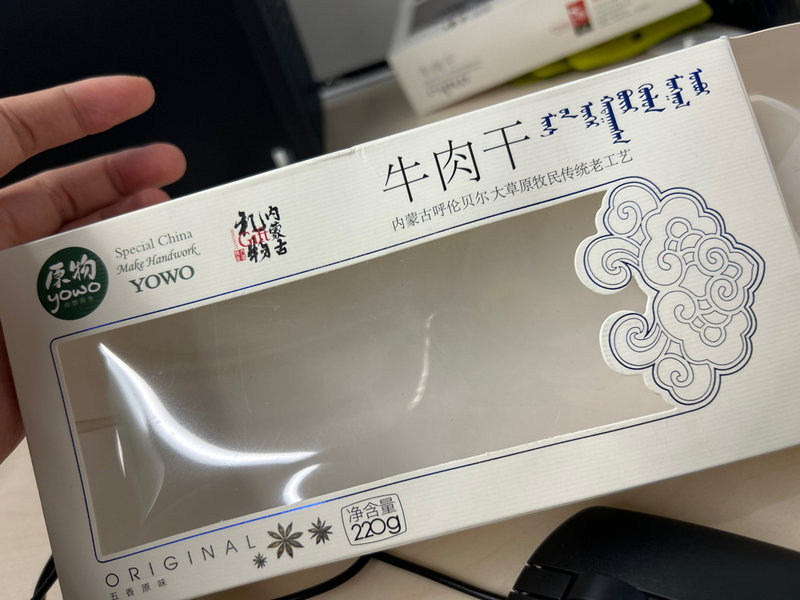 牛肉干
内蒙古呼伦贝尔大草原牧民传统老工艺
内蒙古
礼物
Gift
原物
yowo
Special China
Make Handwork
YOWO
净含量
220g
ORIGINAL
五香原味